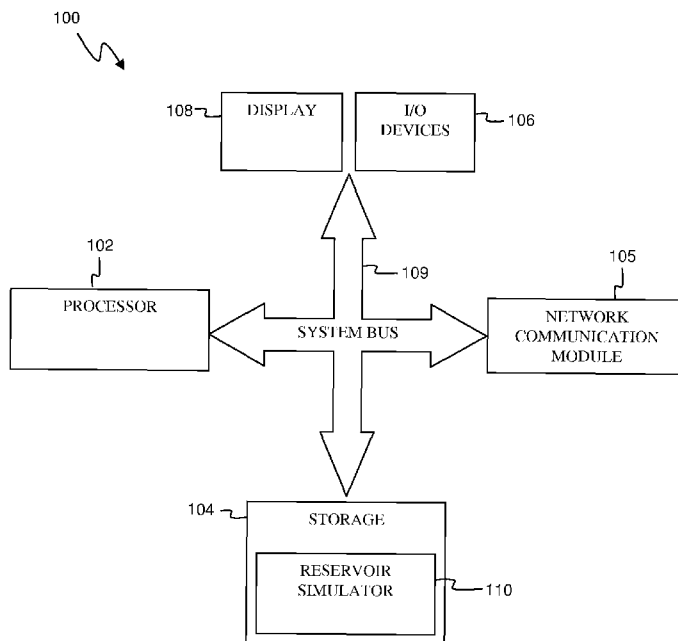 100
108
DISPLAY
I/O
DEVICES
106
102
PROCESSOR
109
105
SYSTEM BUS
NETWORK
COMMUNICATION
MODULE
104
STORAGE
RESERVOIR
SIMULATOR
110